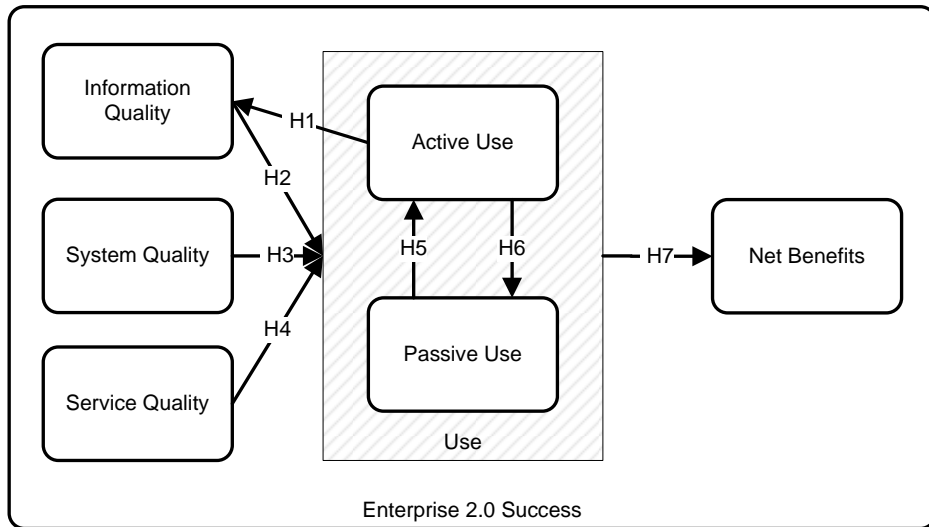 Information
Quality
H1
Active Use
H2
System Quality
H3
H5
H6
H7
Net Benefits
H4
Service Quality
Passive Use
Use
Enterprise 2.0 Success